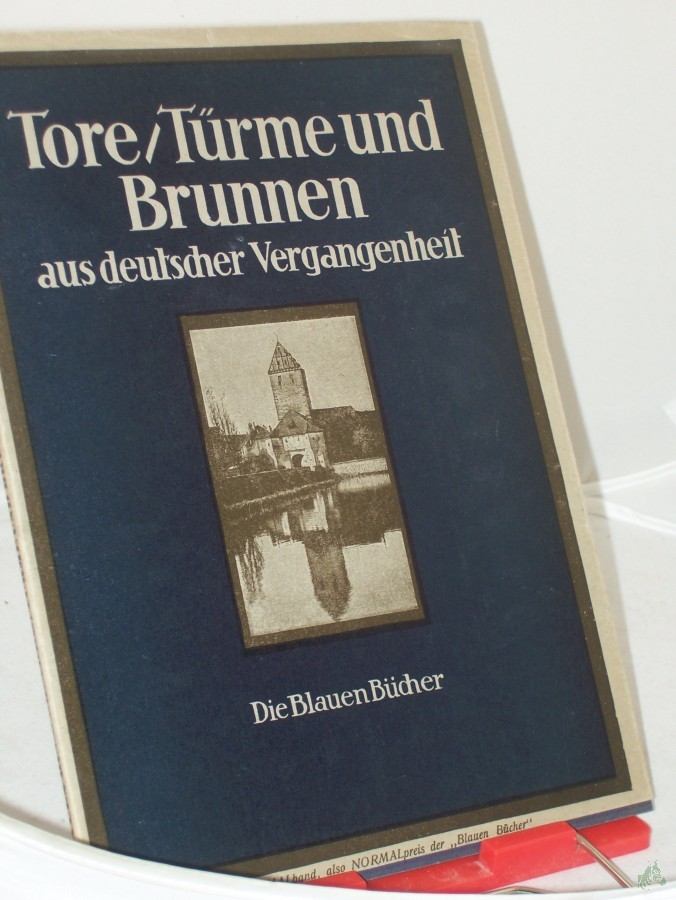 Tore/Türme und
Brunnen
aus deutscher Vergangenheit
Die Blauen Bücher
band, also NORMALpreis der „Blauen Bücher"